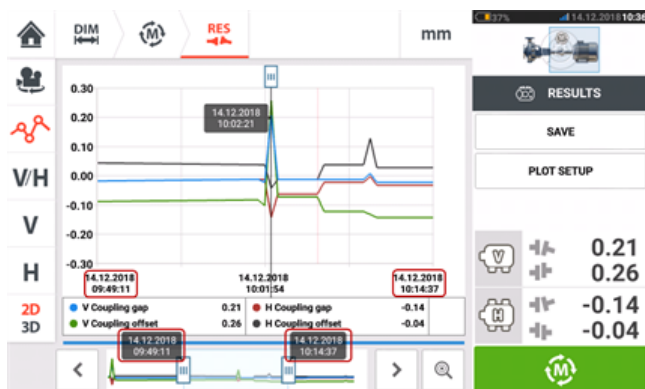 DIM
M
RES
mm
37%
14.12.2018 10:36
RESULTS
SAVE
PLOT SETUP
V/H
V
H
2D
3D
0.30
0.20
0.10
0.00
-0.10
-0.20
-0.30
14.12.2018
10:02:21
14.12.2018
09:49:11
14.12.2018
10:01:54
14.12.2018
10:14:37
V Coupling gap 0.21
H Coupling gap -0.14
V Coupling offset 0.26
H Coupling offset -0.04
14.12.2018
09:49:11
14.12.2018
10:14:37
V
0.21
0.26
H
-0.14
-0.04
M